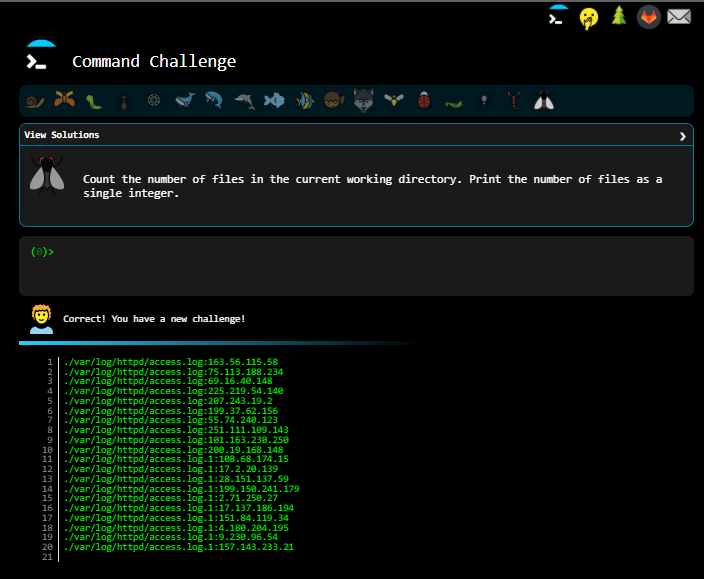 Command Challenge
View Solutions
Count the number of files in the current working directory. Print the number of files as a
single integer.
(0)>
Correct! You have a new challenge!
1 ./var/log/httpd/access.log:163.56.115.58
2 ./var/log/httpd/access.log:75.113.188.234
3 ./var/log/httpd/access.log:69.16.40.148
4 ./var/log/httpd/access.log:225.219.54.140
5 ./var/log/httpd/access.log:207.243.19.2
6 ./var/log/httpd/access.log:199.37.62.156
7 ./var/log/httpd/access.log:55.74.240.123
8 ./var/log/httpd/access.log:251.111.109.143
9 ./var/log/httpd/access.log:101.163.230.250
10 ./var/log/httpd/access.log:200.19.168.148
11 ./var/log/httpd/access.log.1:108.68.174.15
12 ./var/log/httpd/access.log.1:17.2.20.139
13 ./var/log/httpd/access.log.1:28.151.137.59
14 ./var/log/httpd/access.log.1:199.150.241.179
15 ./var/log/httpd/access.log.1:2.71.250.27
16 ./var/log/httpd/access.log.1:17.137.186.194
17 ./var/log/httpd/access.log.1:151.84.119.34
18 ./var/log/httpd/access.log.1:4.180.204.195
19 ./var/log/httpd/access.log.1:9.230.96.54
20 ./var/log/httpd/access.log.1:157.143.233.21
21